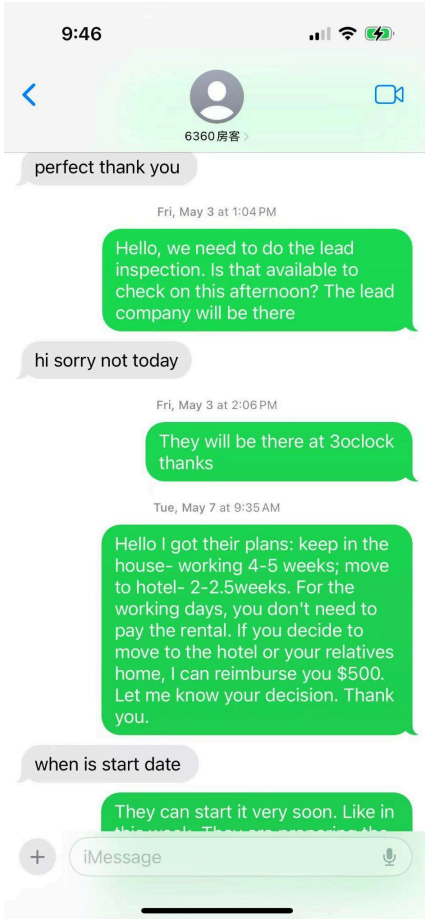 9:46
6360房客
perfect thank you
Fri, May 3 at 1:04 PM
Hello, we need to do the lead
inspection. Is that available to
check on this afternoon? The lead
company will be there
hi sorry not today
Fri, May 3 at 2:06 PM
They will be there at 3oclock
thanks
Tue, May 7 at 9:35 AM
Hello I got their plans: keep in the
house- working 4-5 weeks; move
to hotel- 2-2.5weeks. For the
working days, you don't need to
pay the rental. If you decide to
move to the hotel or your relatives
home, I can reimburse you $500.
Let me know your decision. Thank
you.
when is start date
They can start it very soon. Like in
this week. They are preparing the
iMessage